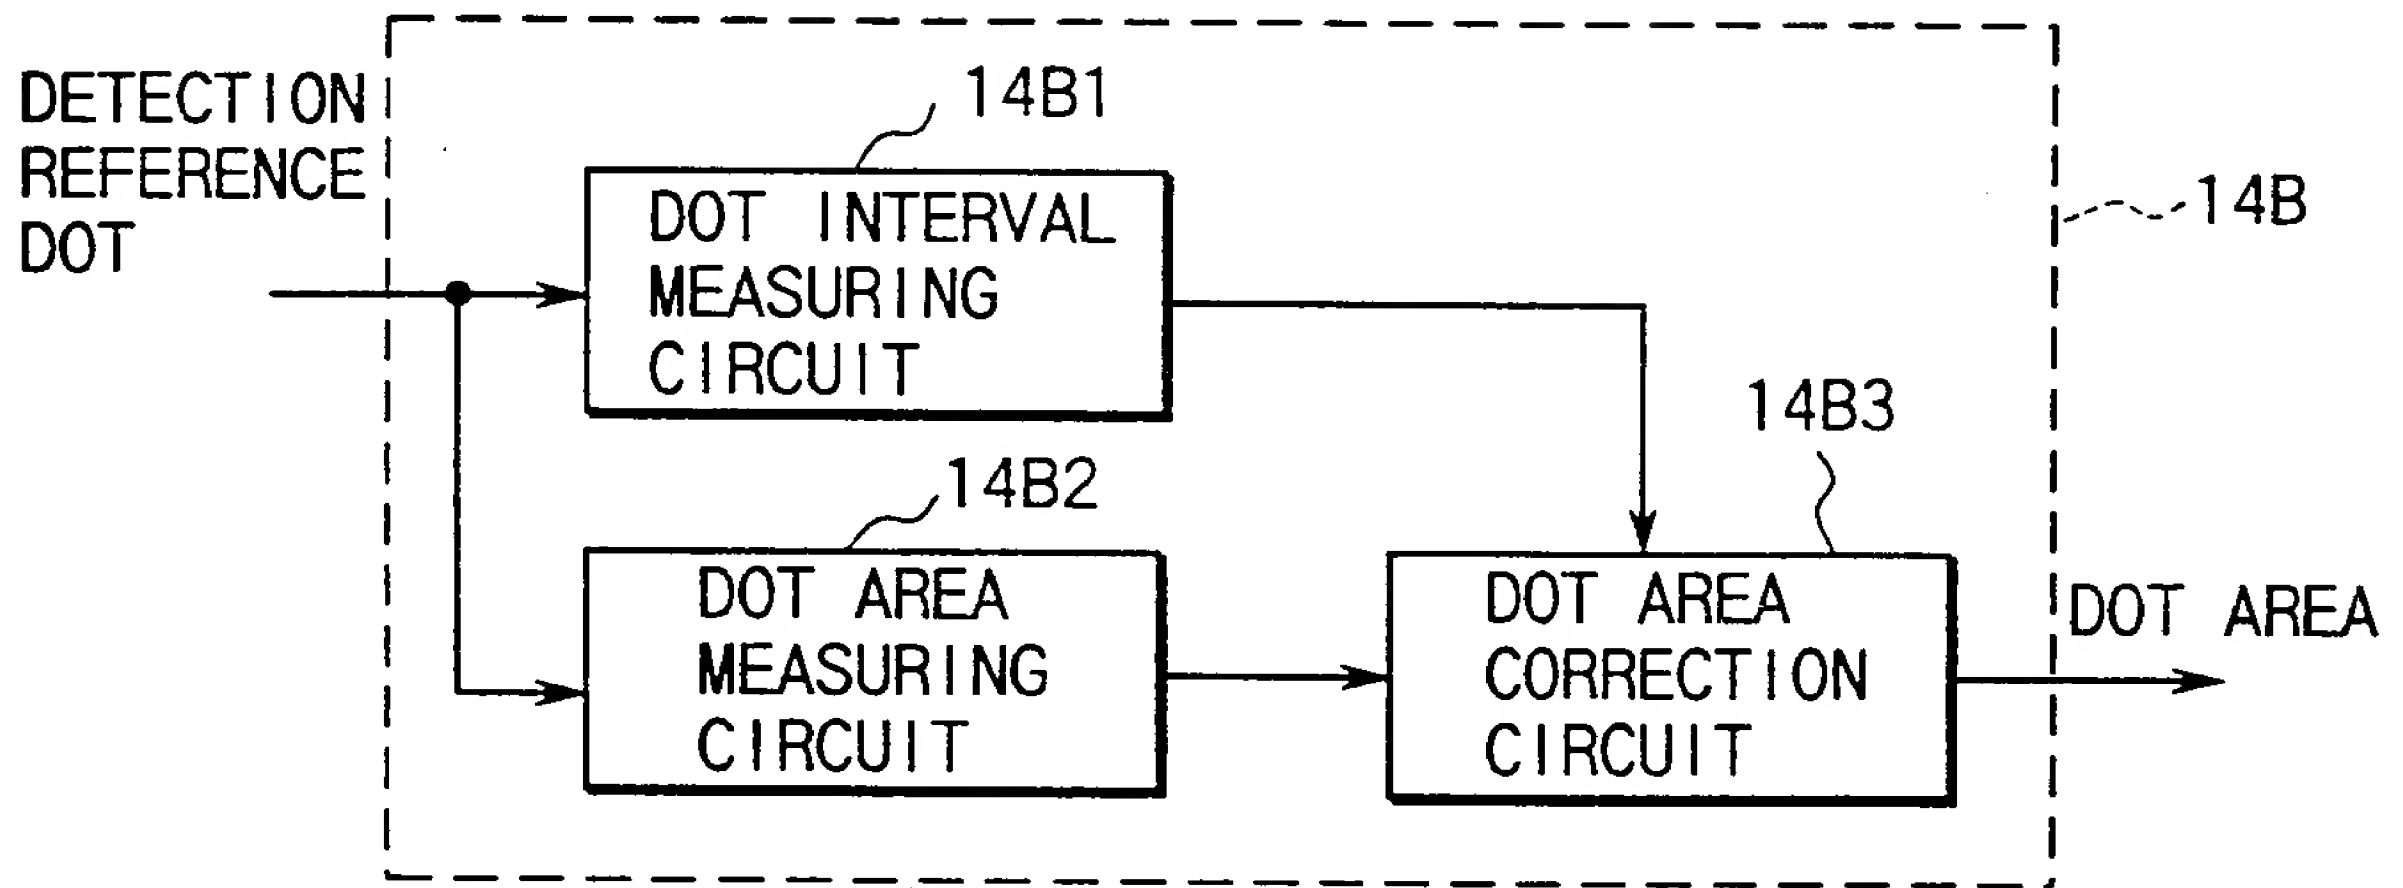 DETECTION
REFERENCE
DOT
14B1
DOT INTERVAL
MEASURING
CIRCUIT
14B
14B2
DOT AREA
MEASURING
CIRCUIT
14B3
DOT AREA
CORRECTION
CIRCUIT
DOT AREA